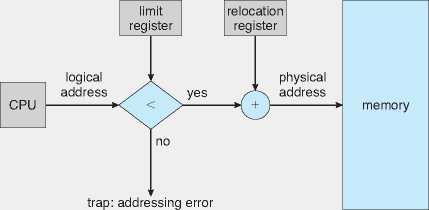 limit
register
relocation
register
logical
address
physical
address
CPU
<
yes
+
memory
no
trap: addressing error